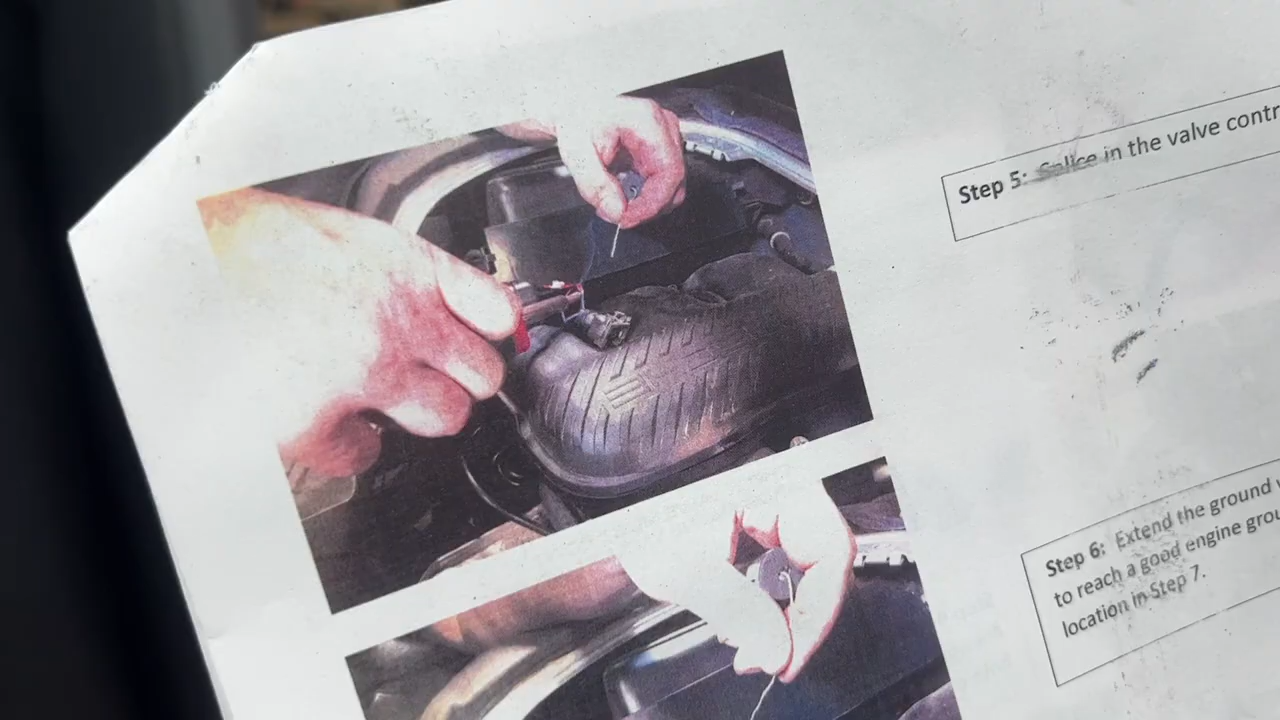 Step 5: Splice in the valve contr
Step 6: Extend the ground
to reach a good engine grou
location in Step 7.